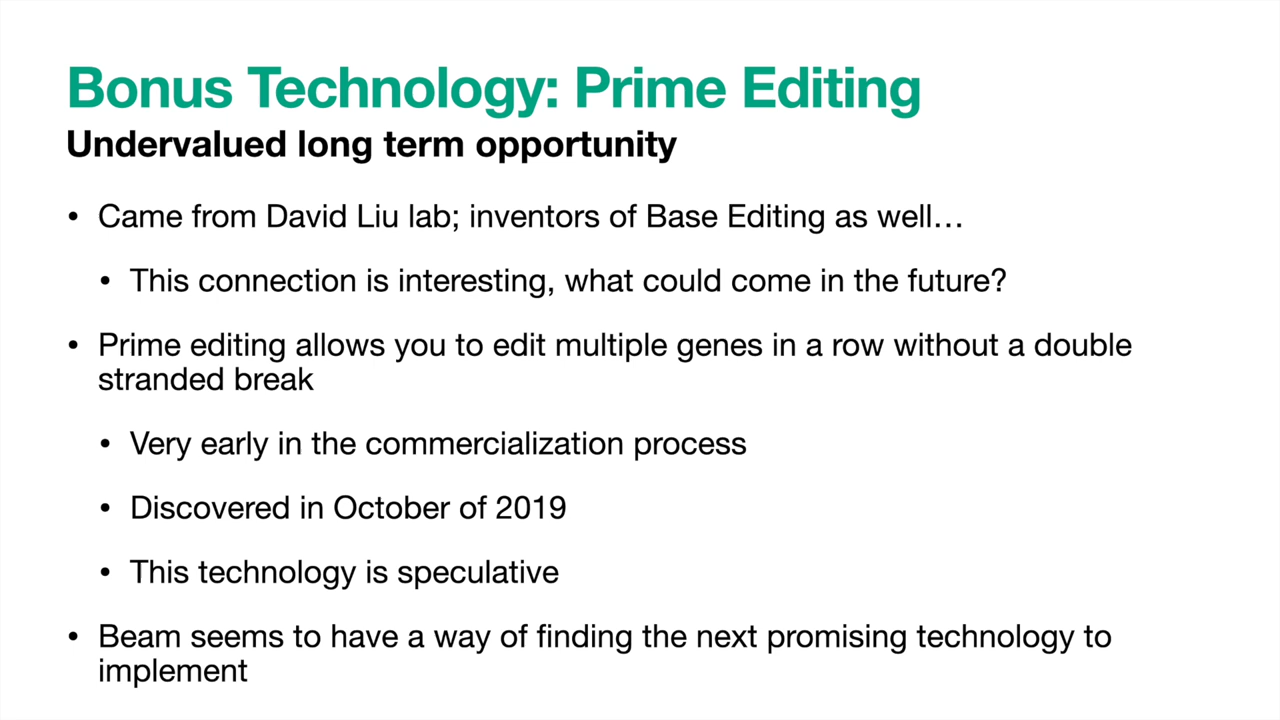 Bonus Technology: Prime Editing
Undervalued long term opportunity
• Came from David Liu lab; inventors of Base Editing as well…
• This connection is interesting, what could come in the future?
• Prime editing allows you to edit multiple genes in a row without a double
stranded break
• Very early in the commercialization process
• Discovered in October of 2019
• This technology is speculative
• Beam seems to have a way of finding the next promising technology to
implement